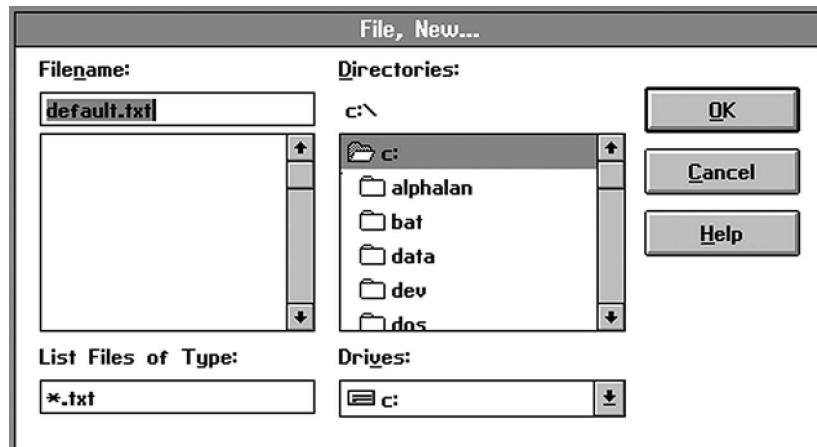 File, New...
Filename:
default.txt
Directories:
c:\
c:
alphalan
bat
data
dev
dos
List Files of Type:
*.txt
Drives:
c:
OK
Cancel
Help